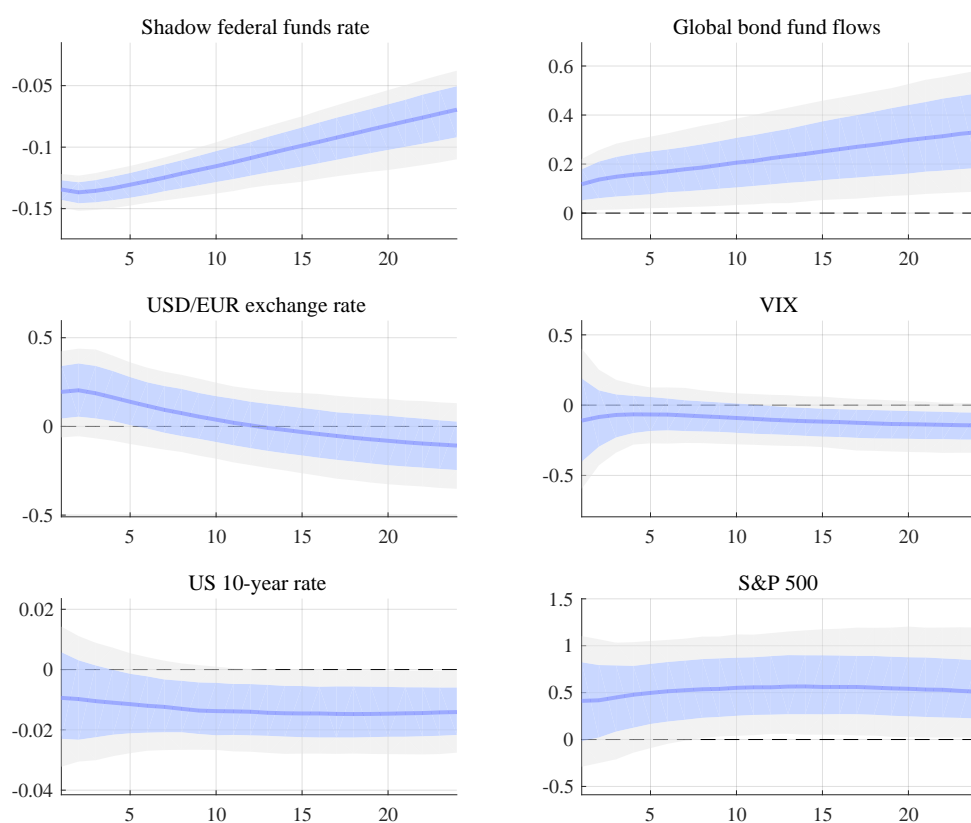 Shadow federal funds rate
-0.05
-0.1
-0.15
5 10 15 20
Global bond fund flows
0.6
0.4
0.2
0
5 10 15 20
USD/EUR exchange rate
0.5
0
-0.5
5 10 15 20
VIX
0.5
0
-0.5
5 10 15 20
US 10-year rate
0.02
0
-0.02
-0.04
5 10 15 20
S&P 500
1.5
1
0.5
0
-0.5
5 10 15 20